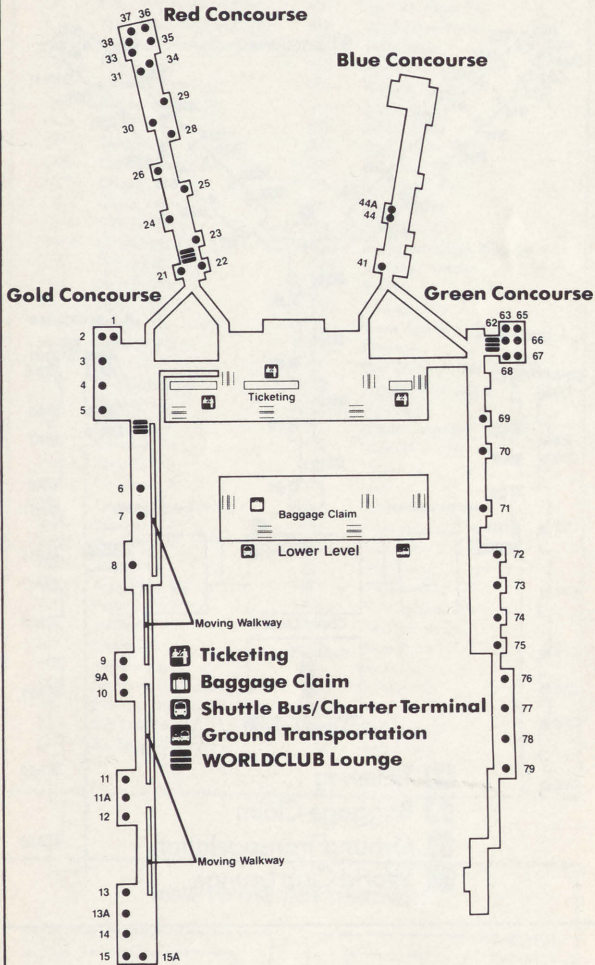 Red Concourse
37 36
38
35
33
34
31
29
30
28
26
25
24
23
22
21
Blue Concourse
44A
44
41
Gold Concourse
1
2
3
4
5
6
7
8
9
9A
10
11
11A
12
13
13A
14
15
15A
Green Concourse
63 65
62
66
67
68
69
70
71
72
73
74
75
76
77
78
79
Ticketing
Baggage Claim
Lower Level
Moving Walkway
Ticketing
Baggage Claim
Shuttle Bus/Charter Terminal
Ground Transportation
WORLDCLUB Lounge
Moving Walkway